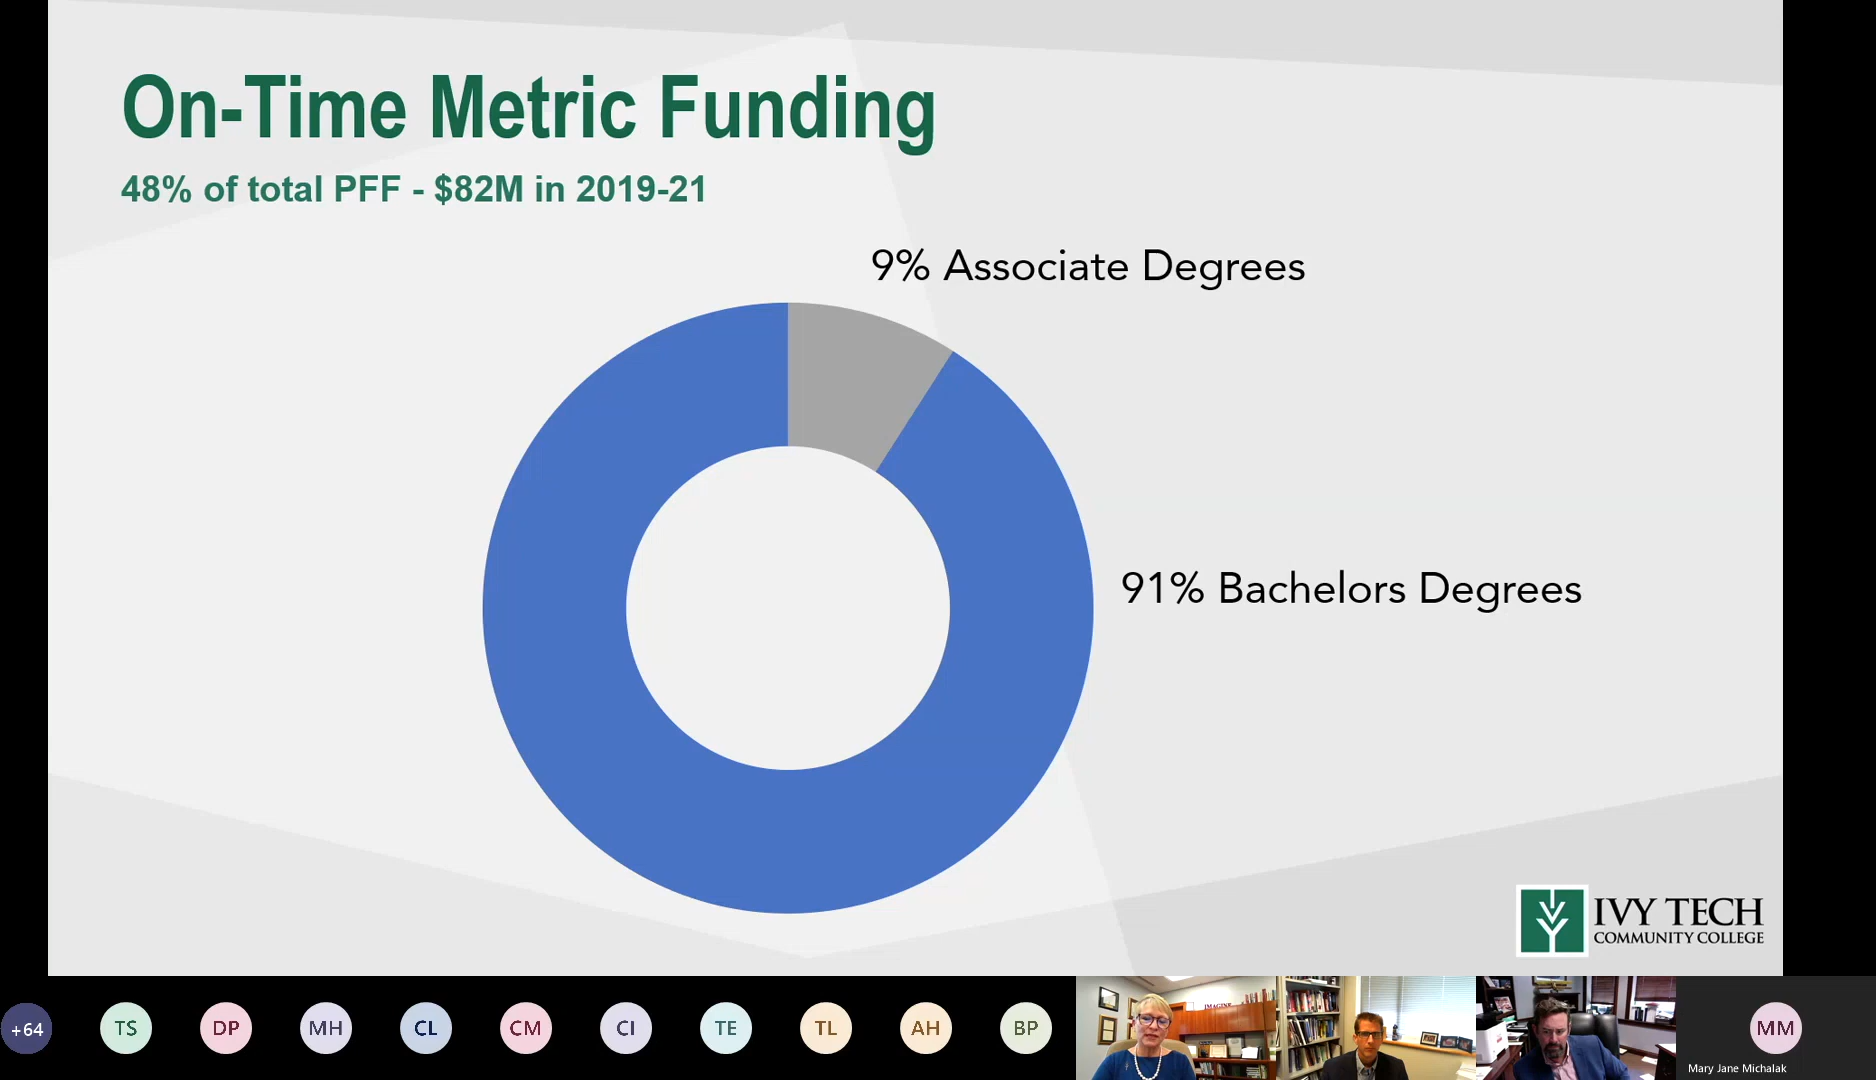 On-Time Metric Funding
48% of total PFF - $82M in 2019-21
9% Associate Degrees
91% Bachelors Degrees
IVY TECH
COMMUNITY COLLEGE
+64
TS
DP
MH
CL
CM
CI
TE
TL
AH
BP
IMAGINE
MM
Mary Jane Michalak